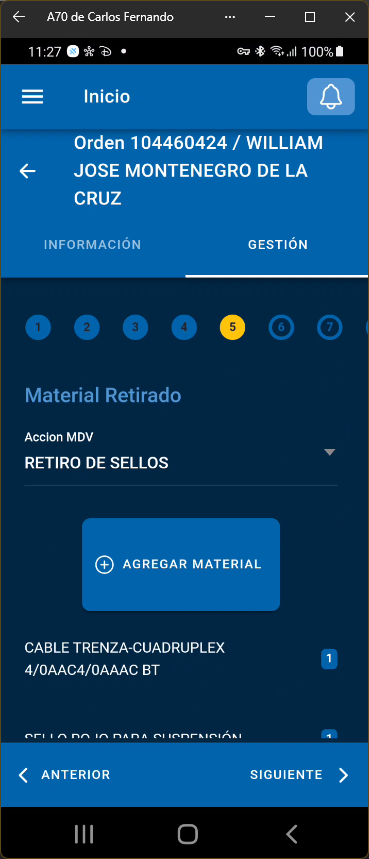 A70 de Carlos Fernando
11:27 100%
Inicio
Orden 104460424 / WILLIAM
JOSE MONTENEGRO DE LA
CRUZ
INFORMACIÓN GESTIÓN
1 2 3 4 5 6 7
Material Retirado
Accion MDV
RETIRO DE SELLOS
AGREGAR MATERIAL
CABLE TRENZA-CUADRUPLEX
4/0AAC4/0AAAC BT
1
SELLO ROJO PARA SUSPENSIÓN 1
ANTERIOR SIGUIENTE